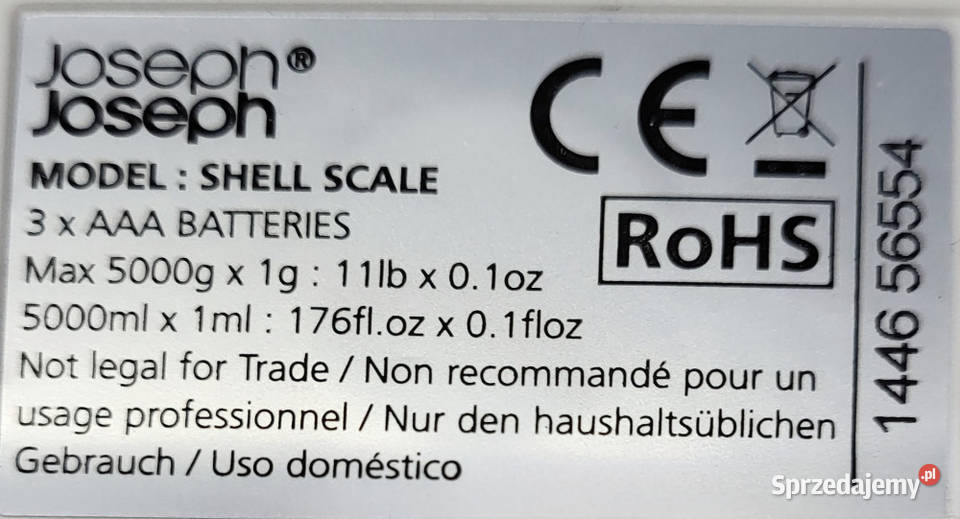 Joseph®
Joseph
CE
MODEL : SHELL SCALE
3 x AAA BATTERIES
RoHS
Max 5000g x 1g : 11lb x 0.1oz
5000ml x 1ml : 176fl.oz x 0.1floz
Not legal for Trade / Non recommandé pour un
usage professionnel / Nur den haushaltsüblichen
Gebrauch / Uso doméstico
1446 56554
Sprzedajemy.pl